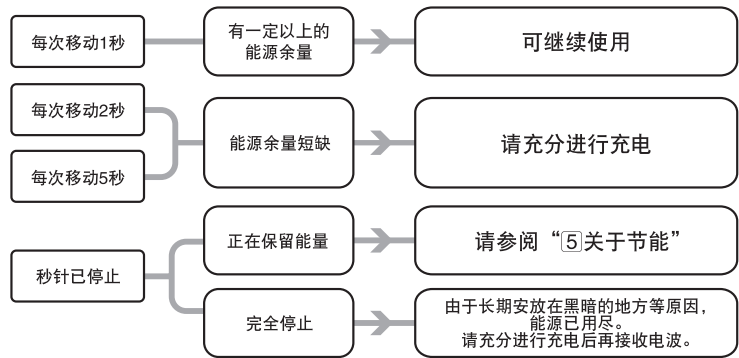 每次移动1秒
有一定以上的
能源余量
可继续使用
每次移动2秒
每次移动5秒
能源余量短缺
请充分进行充电
秒针已停止
正在保留能量
请参阅“5关于节能”
完全停止
由于长期安放在黑暗的地方等原因，
能源已用尽。
请充分进行充电后再接收电波。